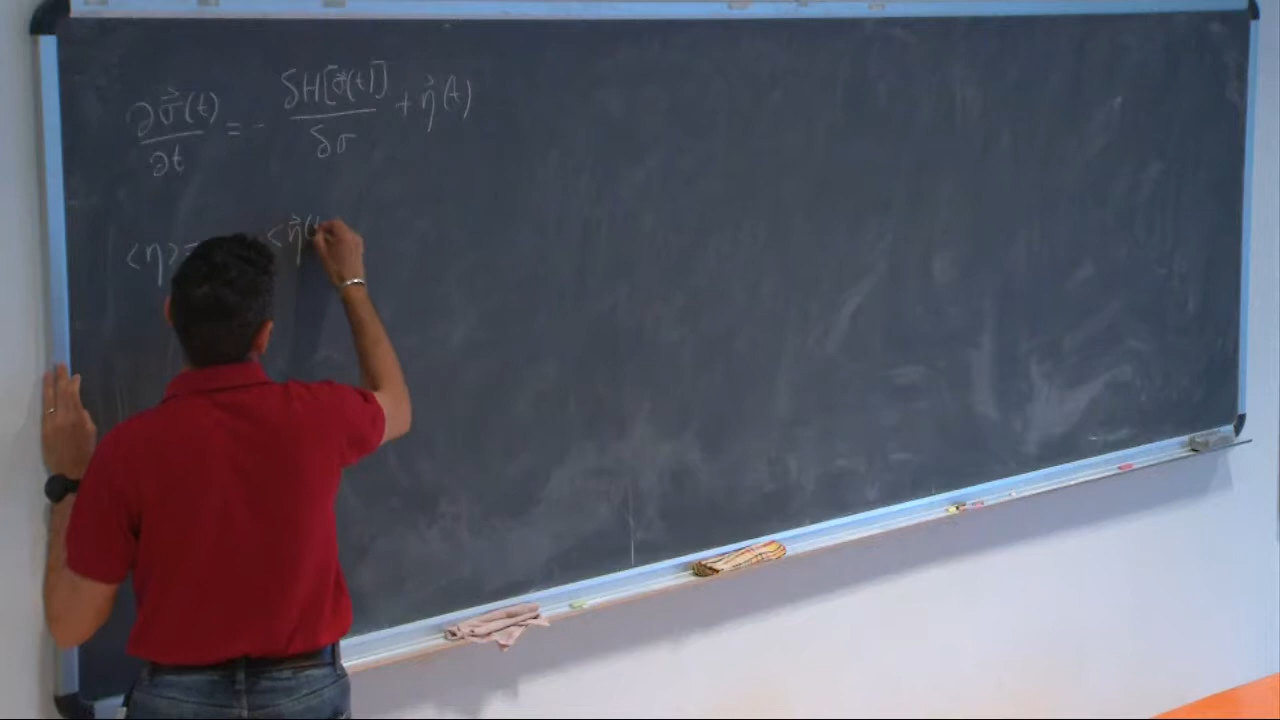 ∂σ⃗(t)/∂t = - δH[σ⃗(t)]/δσ + η⃗(t)
⟨η⟩ = ⟨η⃗(